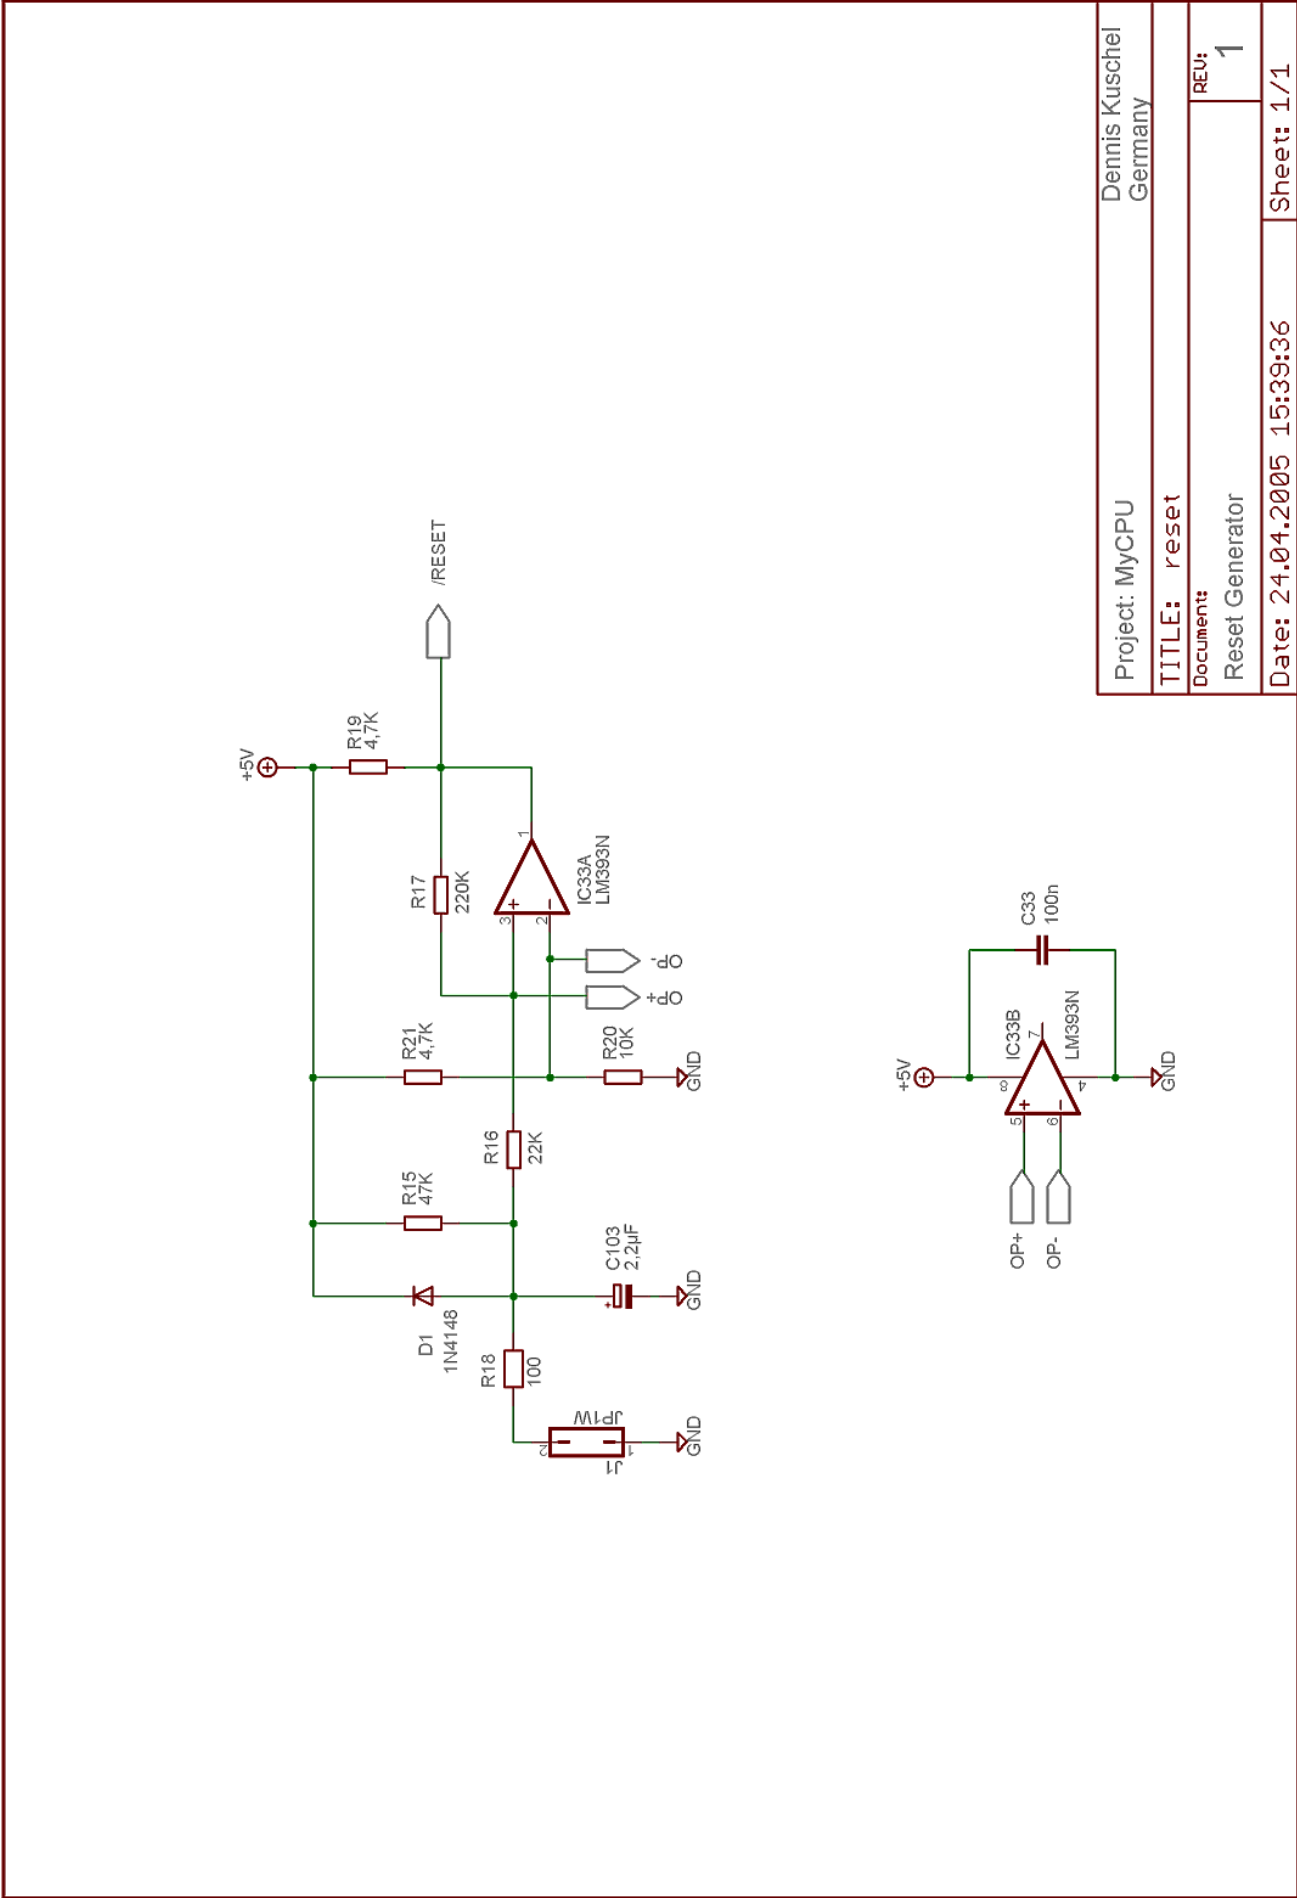 +5V
R19
4,7K
/RESET
R17
220K
3
2
1
IC33A
LM393N
OP-
OP+
R21
4,7K
R20
10K
GND
R16
22K
R15
47K
D1
1N4148
C103
2,2µF
+
GND
R18
100
J1
JP1W
2
1
GND
+5V
IC33B
LM393N
8
4
7
5
6
OP+
OP-
C33
100n
GND
Project: MyCPU
Dennis Kuschel
Germany
TITLE: reset
Document:
Reset Generator
REV:
1
Date: 24.04.2005 15:39:36
Sheet: 1/1